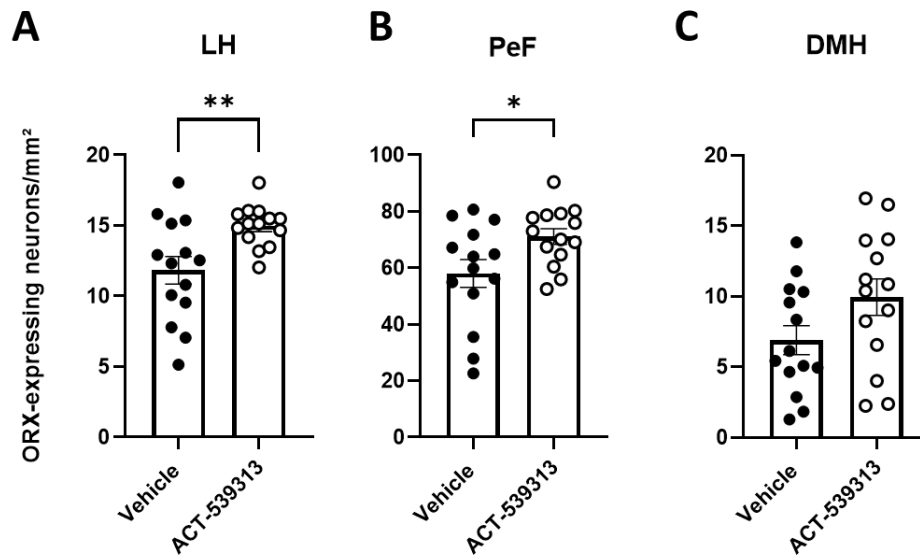 A
B
C
LH
PeF
DMH
**
*
ORX-expressing neurons/mm²
20
15
10
5
0
Vehicle
ACT-539313
100
80
60
40
20
0
Vehicle
ACT-539313
20
15
10
5
0
Vehicle
ACT-539313